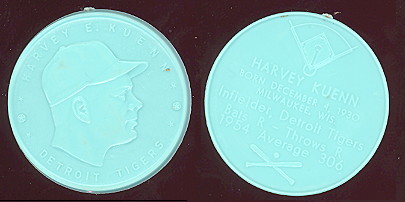 HARVEY E. KUENN
DETROIT TIGERS
HARVEY KUENN
BORN DECEMBER 4, 1930
MILWAUKEE, WIS.
Infielder, Detroit Tigers
Bats R - Throws R
1954 Average 306